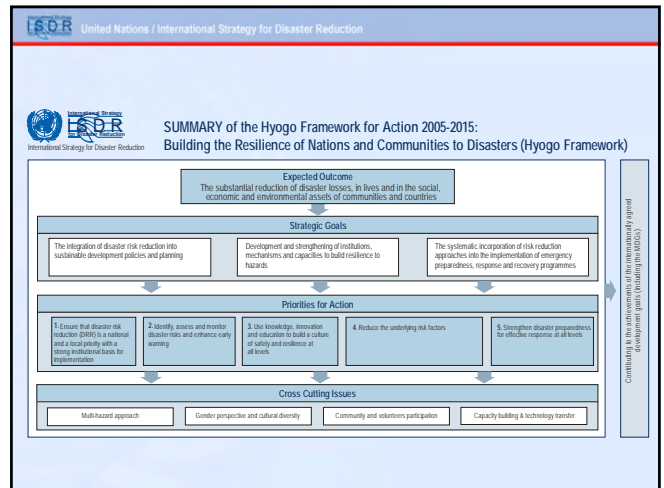 ISDR
United Nations / International Strategy for Disaster Reduction
International Strategy
ISDR
for Disaster Reduction
International Strategy for Disaster Reduction
SUMMARY of the Hyogo Framework for Action 2005-2015:
Building the Resilience of Nations and Communities to Disasters (Hyogo Framework)
Expected Outcome
The substantial reduction of disaster losses, in lives and in the social,
economic and environmental assets of communities and countries
Strategic Goals
The integration of disaster risk reduction into
sustainable development policies and planning
Development and strengthening of institutions,
mechanisms and capacities to build resilience to
hazards
The systematic incorporation of risk reduction
approaches into the implementation of emergency
preparedness, response and recovery programmes
Priorities for Action
1. Ensure that disaster risk
reduction (DRR) is a national
and a local priority with a
strong institutional basis for
implementation
2. Identify, assess and monitor
disaster risks and enhance early
warning
3. Use knowledge, innovation
and education to build a culture
of safety and resilience at
all levels
4. Reduce the underlying risk factors
5. Strengthen disaster preparedness
for effective response at all levels
Cross Cutting Issues
Multi-hazard approach
Gender perspective and cultural diversity
Community and volunteers participation
Capacity building & technology transfer
Contributing to the achievements of the internationally agreed
development goals (including the MDGs)